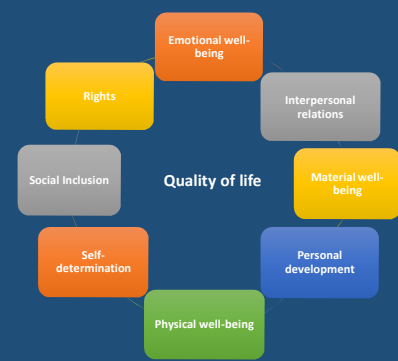 Emotional well-
being
Interpersonal
relations
Material well-
being
Personal
development
Physical well-being
Self-
determination
Social Inclusion
Rights
Quality of life